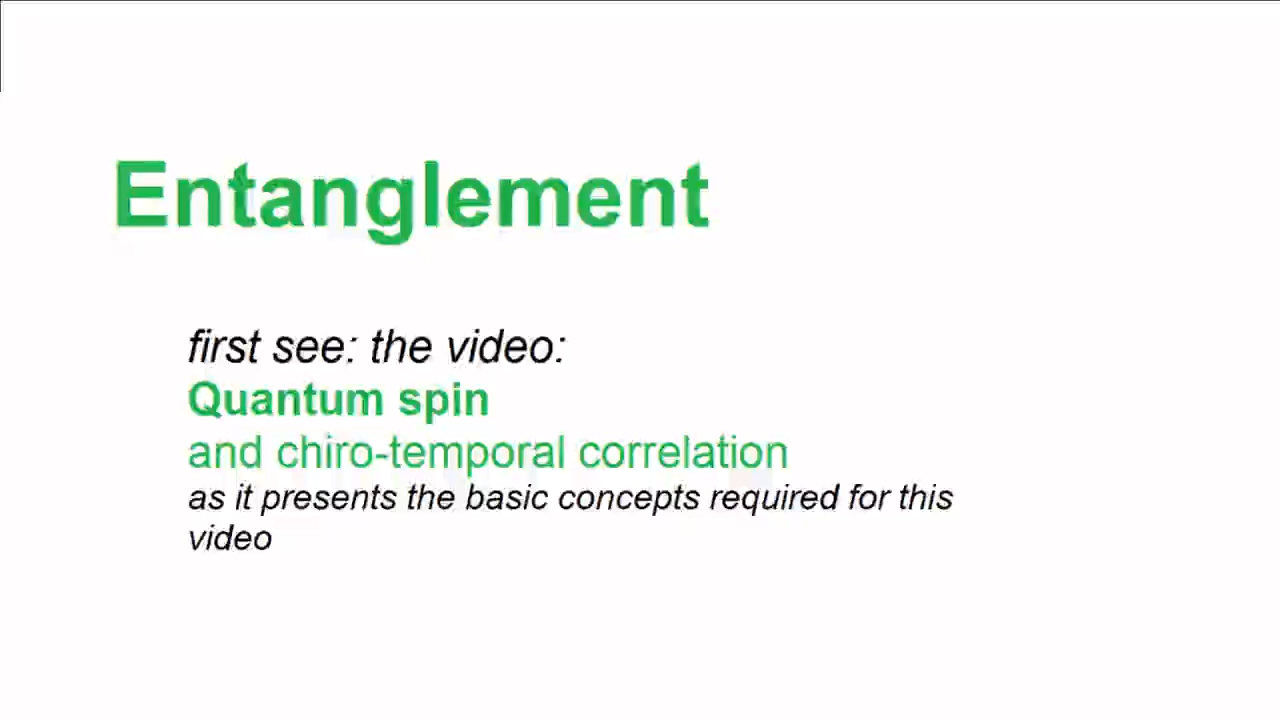 Entanglement
first see: the video:
Quantum spin
and chiro-temporal correlation
as it presents the basic concepts required for this
video